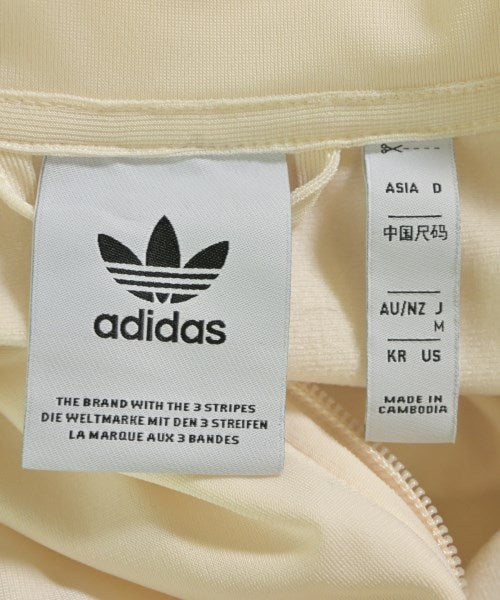 adidas
THE BRAND WITH THE 3 STRIPES
DIE WELTMARKE MIT DEN 3 STREIFEN
LA MARQUE AUX 3 BANDES
ASIA D
中国尺码
AU/NZ J
M
KR US
MADE IN
CAMBODIA